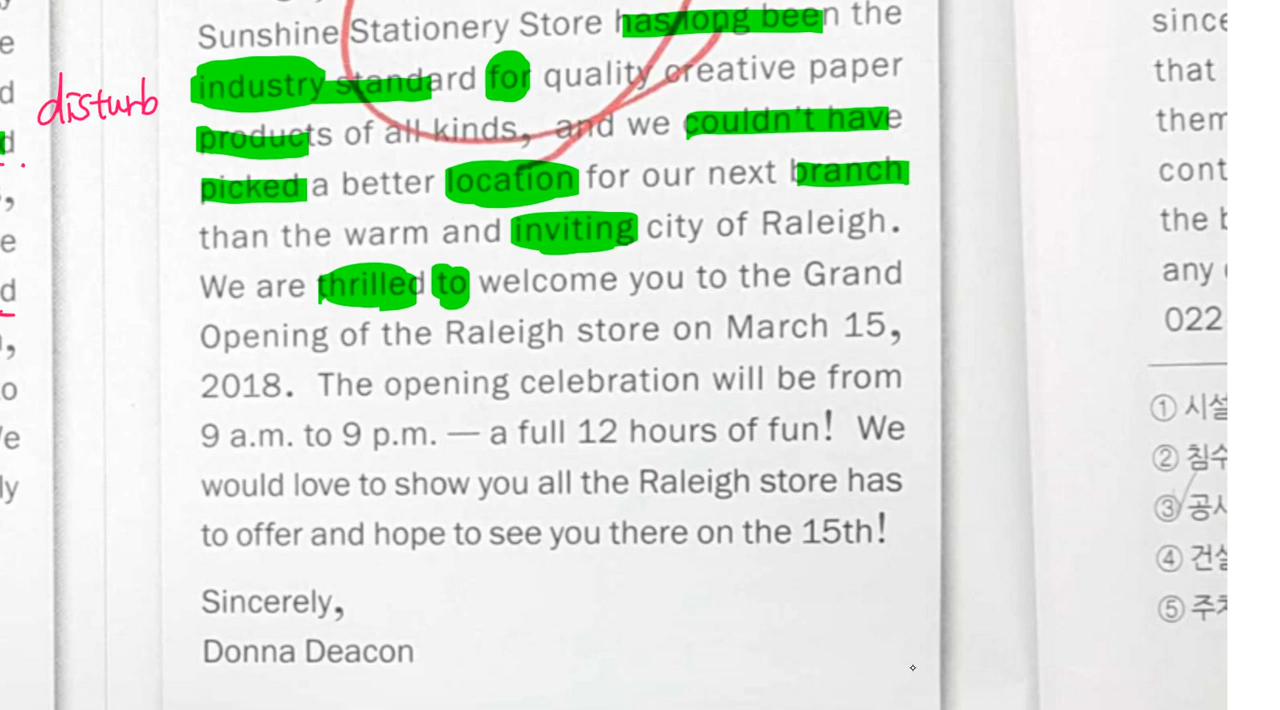 e
d
d
disturb
Sunshine Stationery Store has long been the
industry standard for quality creative paper
products of all kinds, and we couldn't have
picked a better location for our next branch
than the warm and inviting city of Raleigh.
We are thrilled to welcome you to the Grand
Opening of the Raleigh store on March 15,
2018. The opening celebration will be from
9 a.m. to 9 p.m. — a full 12 hours of fun! We
would love to show you all the Raleigh store has
to offer and hope to see you there on the 15th!
Sincerely,
Donna Deacon
e
d
ly
since
that
them
cont
the b
any
022
① 시설
② 침수
③ 공사
④ 건설
⑤ 주차